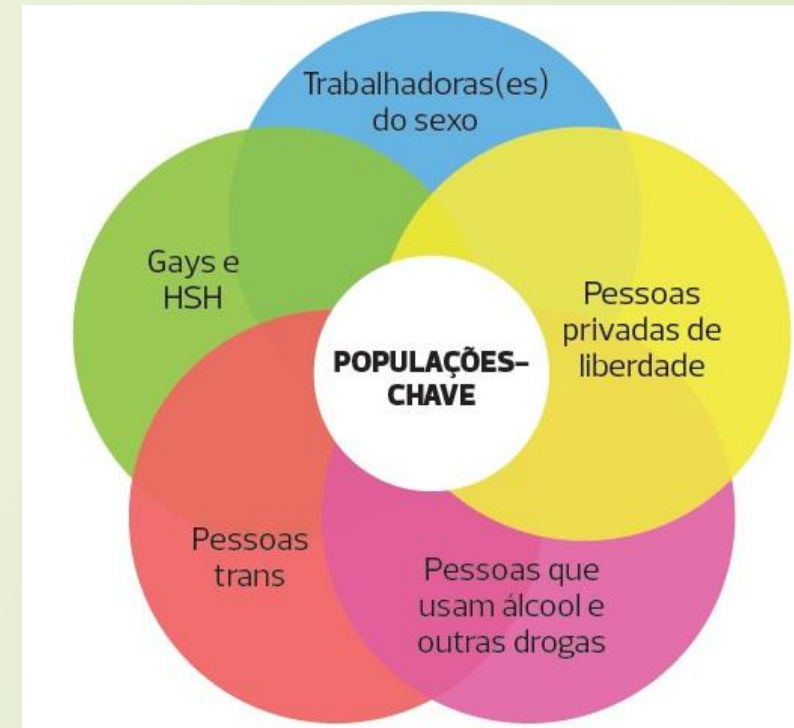 Trabalhadoras(es)
do sexo
Gays e
HSH
Pessoas
privadas de
liberdade
POPULAÇÕES-
CHAVE
Pessoas
trans
Pessoas que
usam álcool e
outras drogas